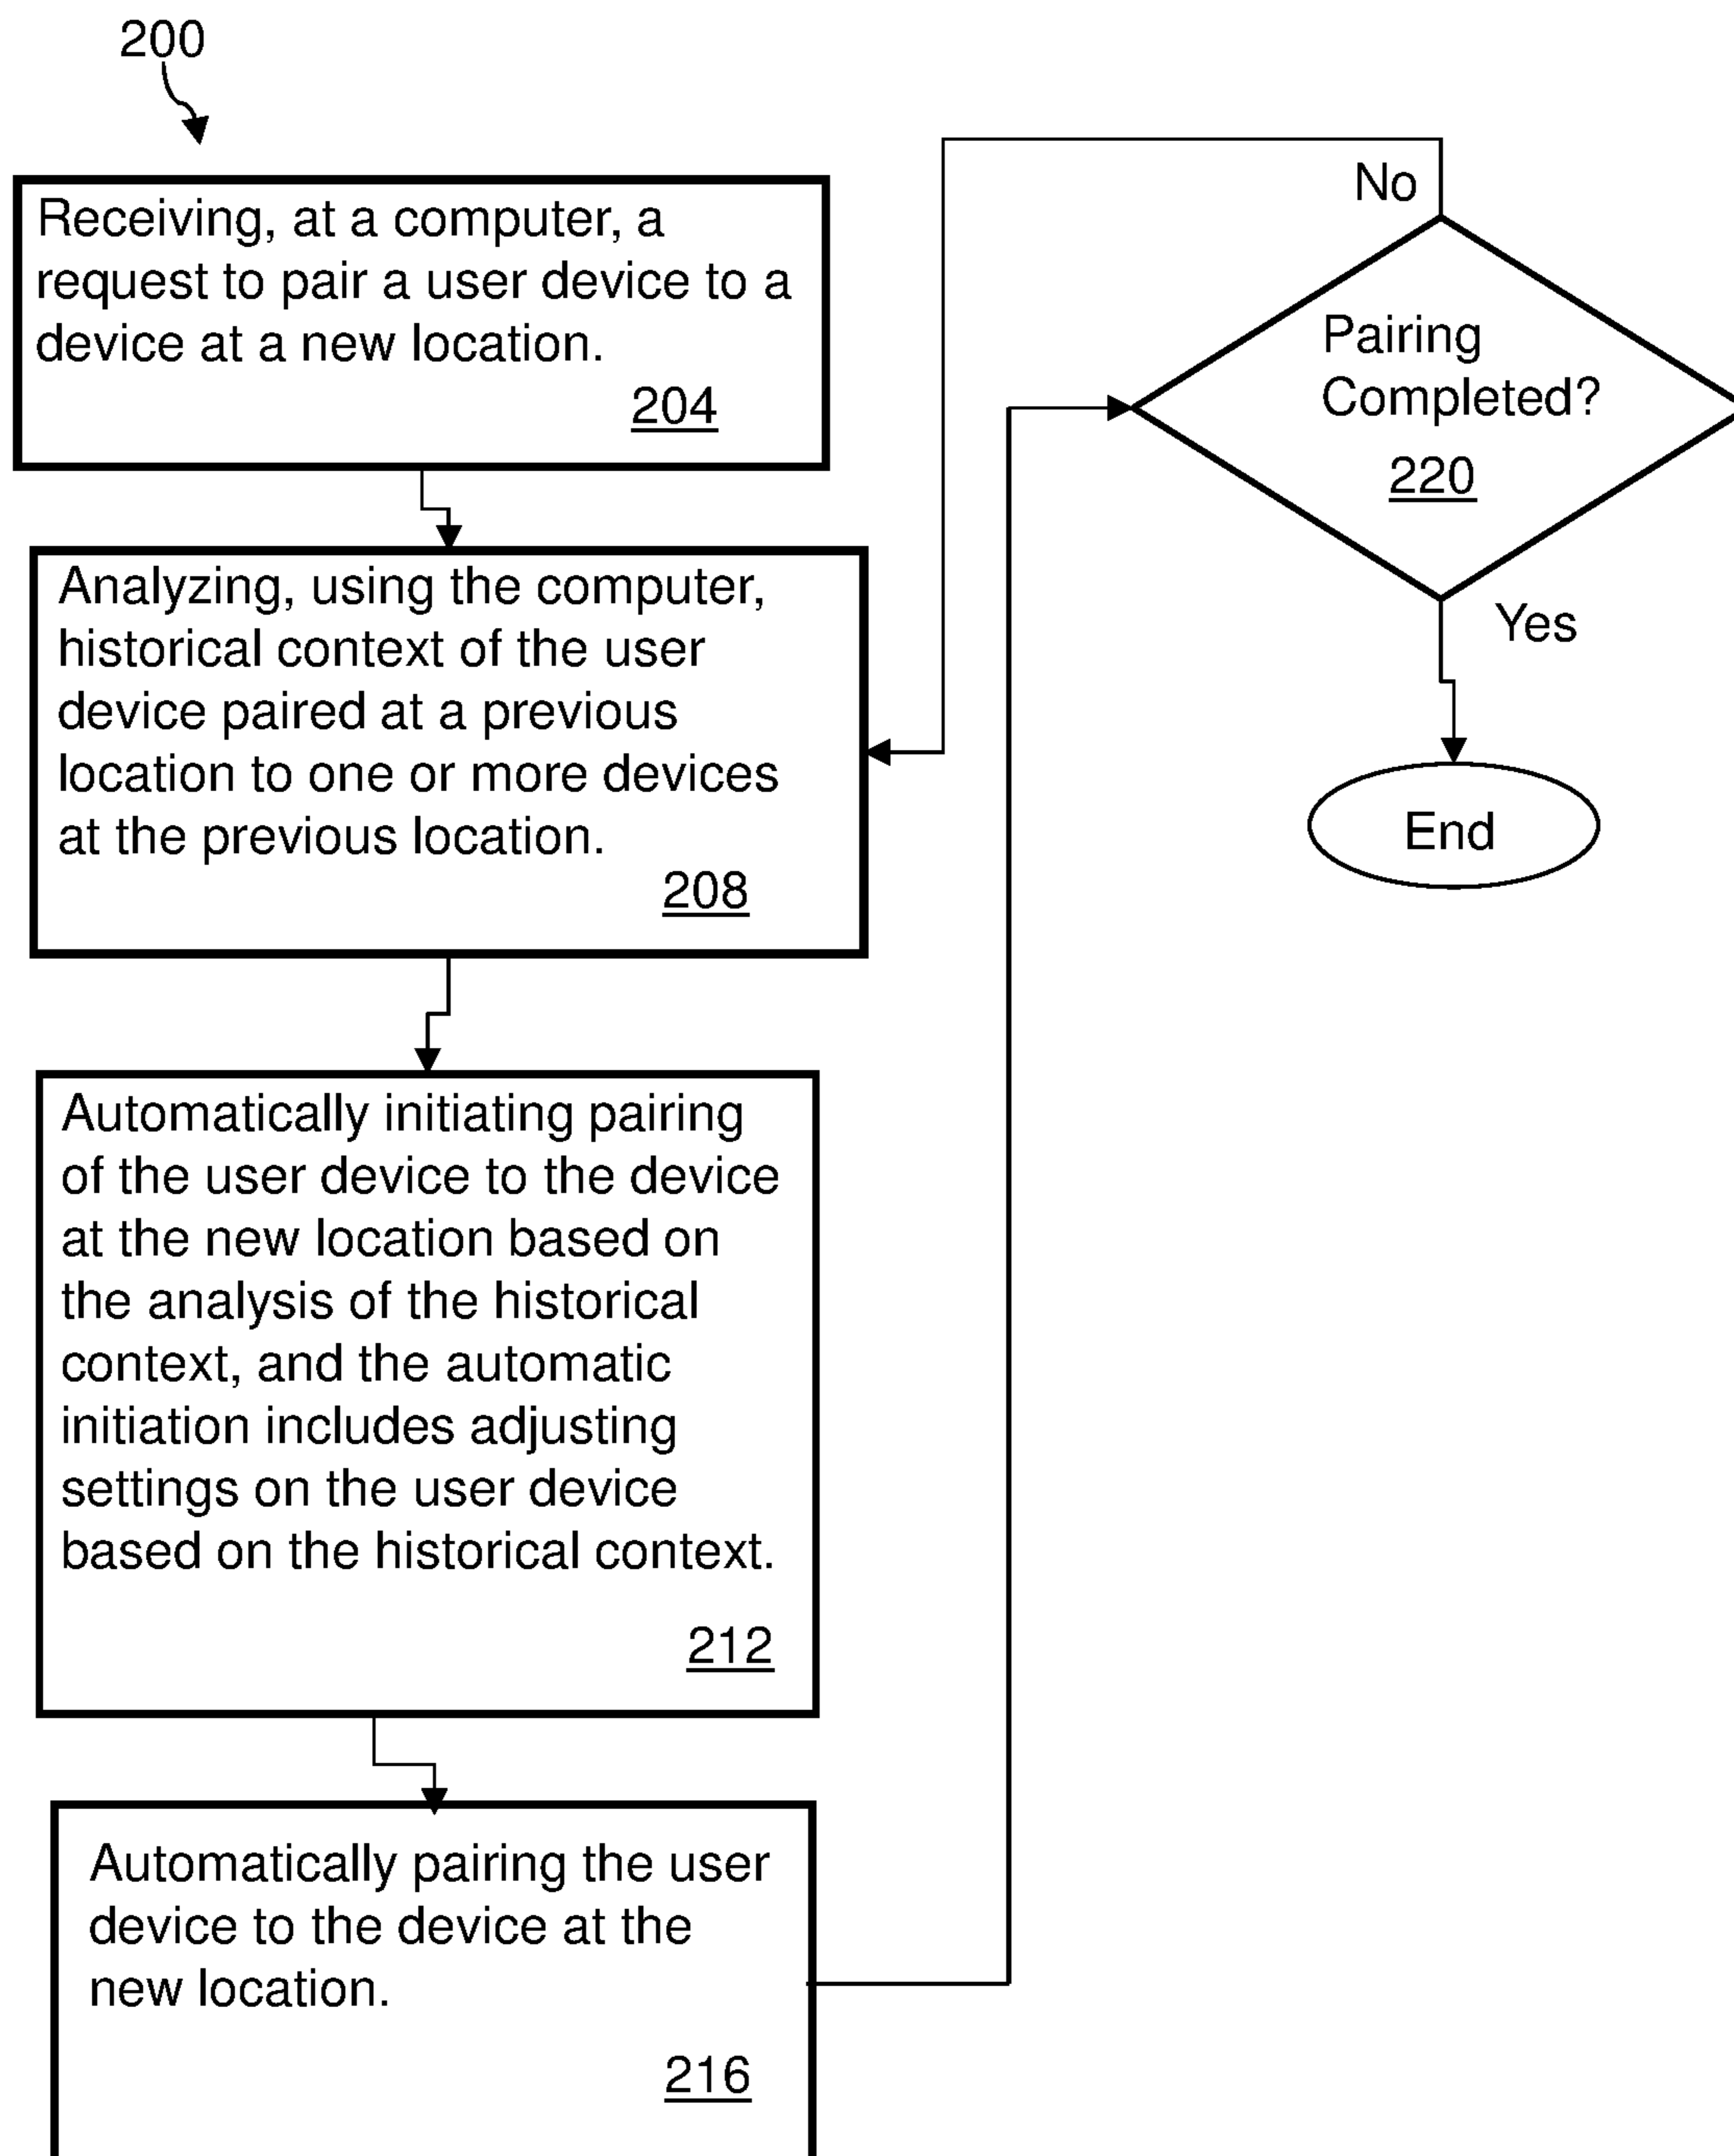 200
Receiving, at a computer, a
request to pair a user device to a
device at a new location.
204
Analyzing, using the computer,
historical context of the user
device paired at a previous
location to one or more devices
at the previous location.
208
Automatically initiating pairing
of the user device to the device
at the new location based on
the analysis of the historical
context, and the automatic
initiation includes adjusting
settings on the user device
based on the historical context.
212
Automatically pairing the user
device to the device at the
new location.
216
No
Pairing
Completed?
220
Yes
End